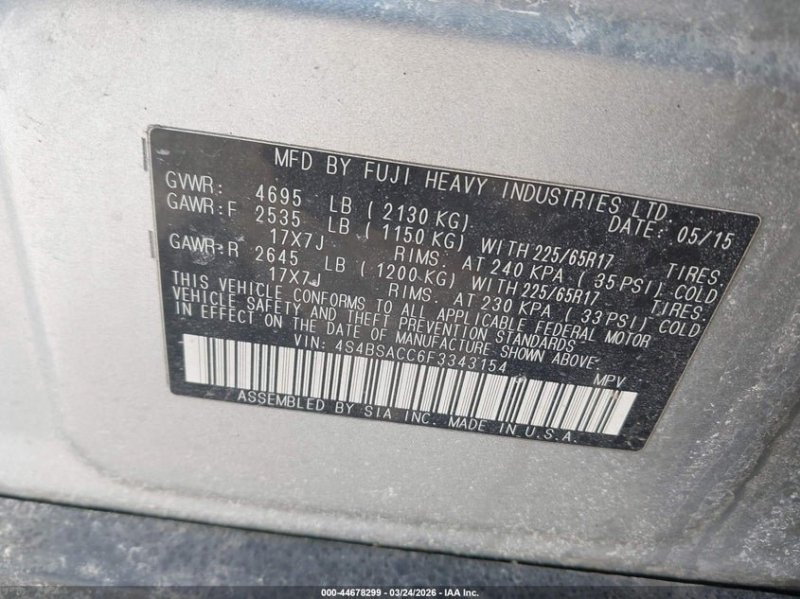 MFD BY FUJI HEAVY INDUSTRIES LTD.
GVWR: 4695 LB ( 2130 KG) DATE: 05/15
GAWR:F 2535 LB ( 1150 KG) WITH 225/65R17 TIRES.
17X7J RIMS. AT 240 KPA ( 35 PSI) COLD
GAWR:R 2645 LB ( 1200 KG) WITH 225/65R17 TIRES.
17X7J RIMS. AT 230 KPA ( 33 PSI) COLD
THIS VEHICLE CONFORMS TO ALL APPLICABLE FEDERAL MOTOR
VEHICLE SAFETY AND THEFT PREVENTION STANDARDS
IN EFFECT ON THE DATE OF MANUFACTURE SHOWN ABOVE.
VIN: 4S4BSACC6F3343154 MPV
ASSEMBLED BY SIA INC. MADE IN U.S.A.
000-44678299 - 03/24/2026 - IAA Inc.